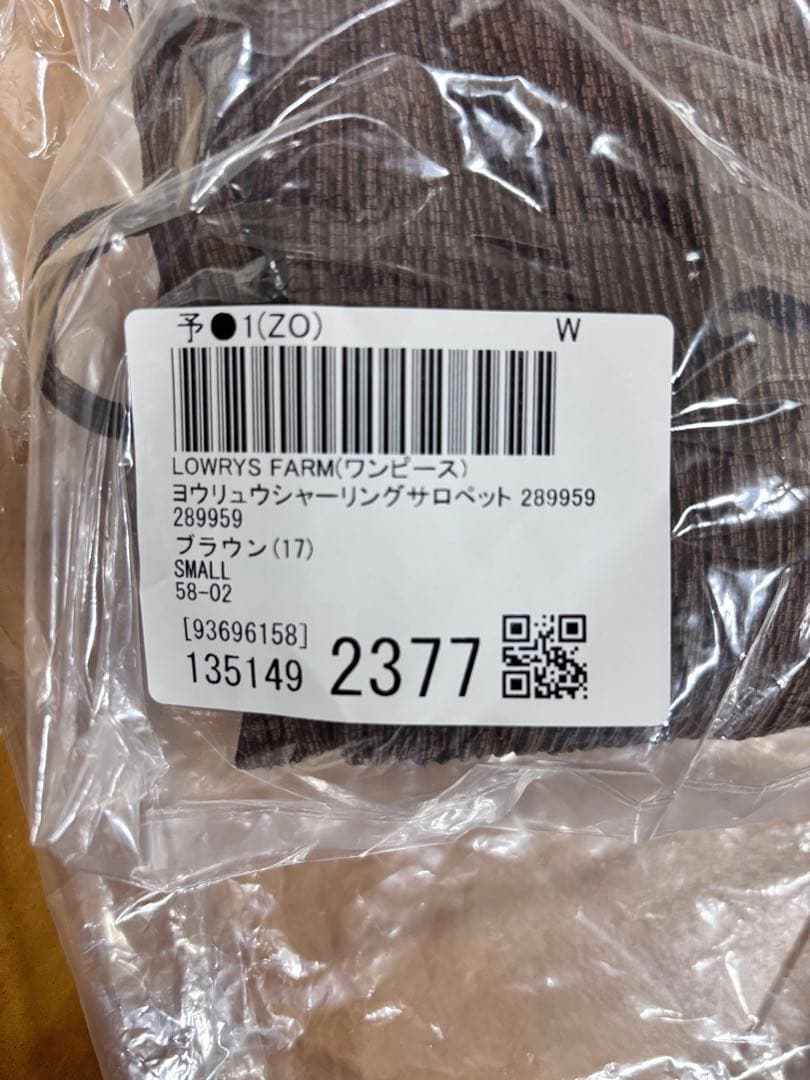 予●1(ZO) W
LOWRYS FARM(ワンピース)
ヨウリュウシャーリングサロペット 289959
289959
ブラウン(17)
SMALL
58-02
[93696158]
135149 2377